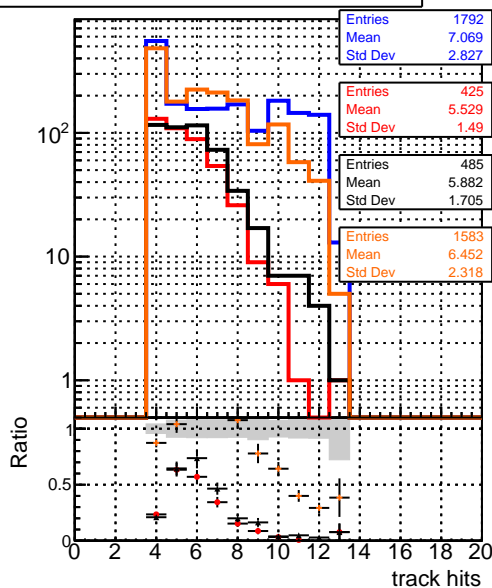 Entries 1792
Mean 7.069
Std Dev 2.827
Entries 425
Mean 5.529
Std Dev 1.49
Entries 485
Mean 5.882
Std Dev 1.705
Entries 1583
Mean 6.452
Std Dev 2.318
10²
10
1
Ratio
1
0.5
0
0 2 4 6 8 10 12 14 16 18 20
track hits